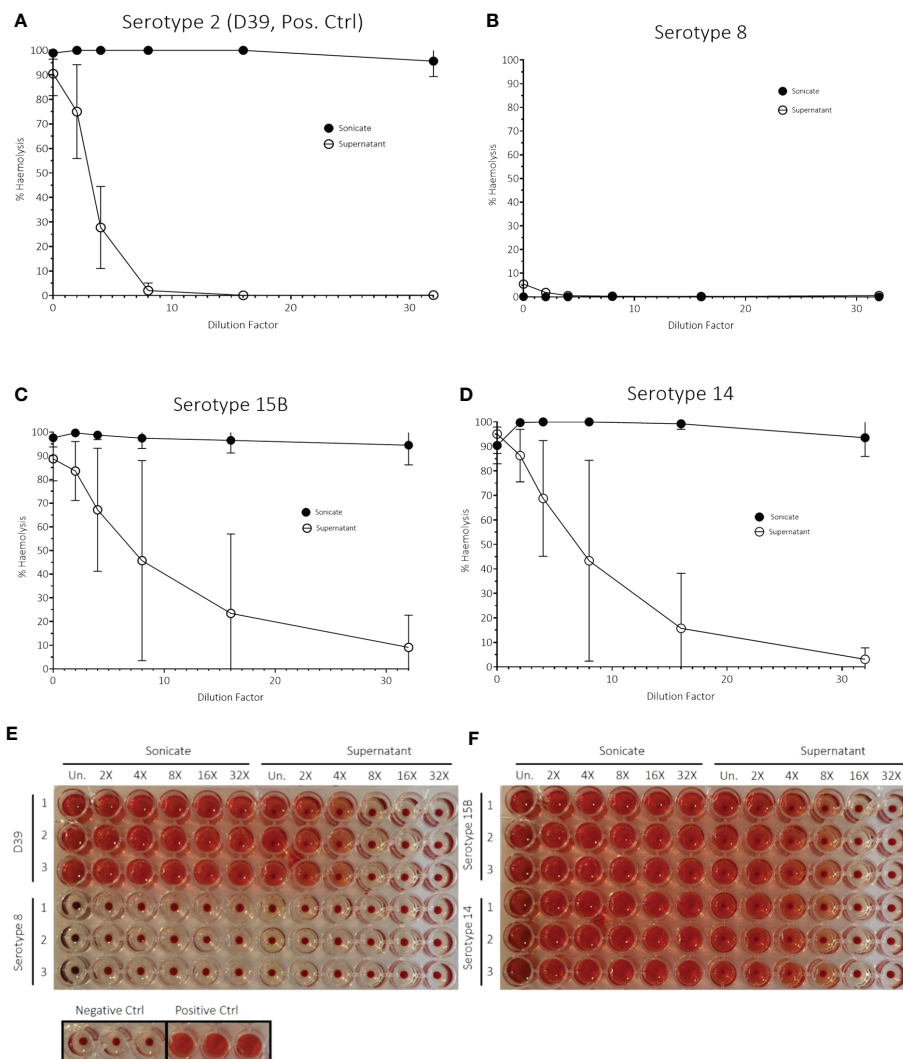 A
Serotype 2 (D39, Pos. Ctrl)
100
90
80
70
60
50
40
30
20
10
0
% Haemolysis
Sonicate
Supernatant
0 10 20 30
Dilution Factor
B
Serotype 8
100
90
80
70
60
50
40
30
20
10
0
% Haemolysis
Sonicate
Supernatant
0 10 20 30
Dilution Factor
C
Serotype 15B
100
90
80
70
60
50
40
30
20
10
0
% Haemolysis
Sonicate
Supernatant
0 10 20 30
Dilution Factor
D
Serotype 14
100
90
80
70
60
50
40
30
20
10
0
% Haemolysis
Sonicate
Supernatant
0 10 20 30
Dilution Factor
E
Sonicate Supernatant
Un. 2X 4X 8X 16X 32X Un. 2X 4X 8X 16X 32X
D39
1
2
3
Serotype 8
1
2
3
Negative Ctrl Positive Ctrl
F
Sonicate Supernatant
Un. 2X 4X 8X 16X 32X Un. 2X 4X 8X 16X 32X
Serotype 15B
1
2
3
Serotype 14
1
2
3